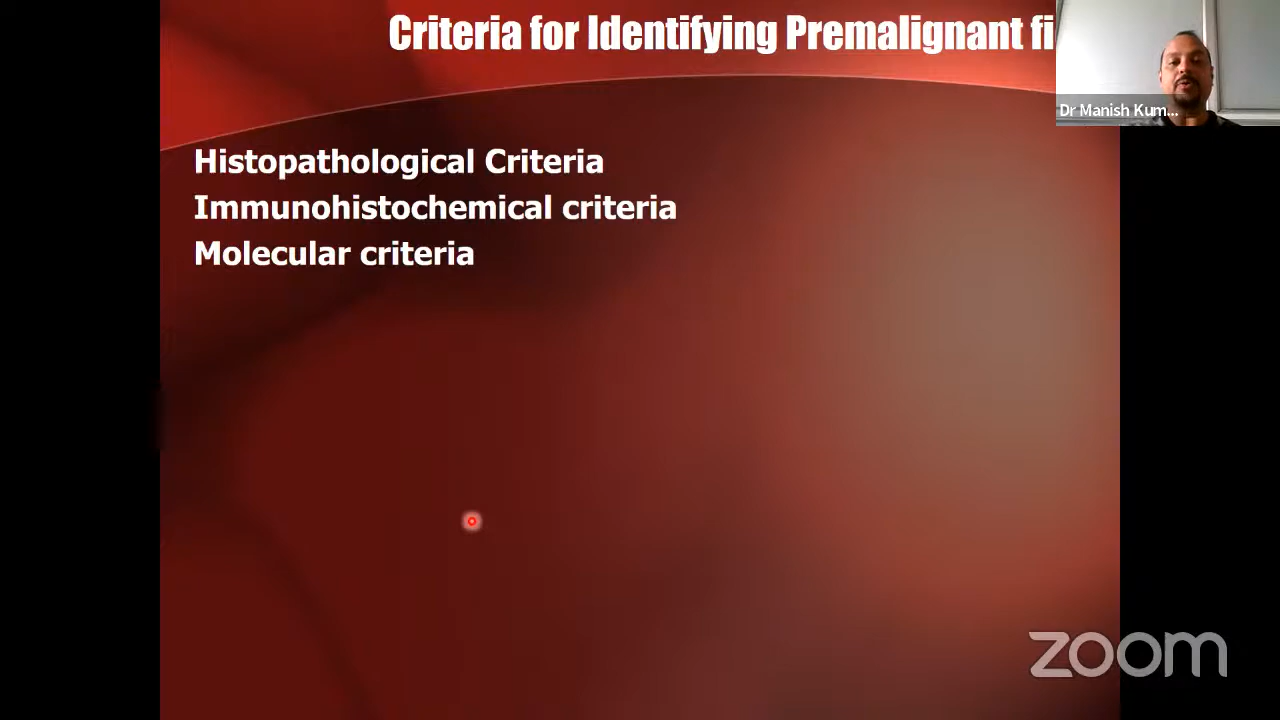 Criteria for Identifying Premalignant fi
Dr Manish Kum...
Histopathological Criteria
Immunohistochemical criteria
Molecular criteria
zoom